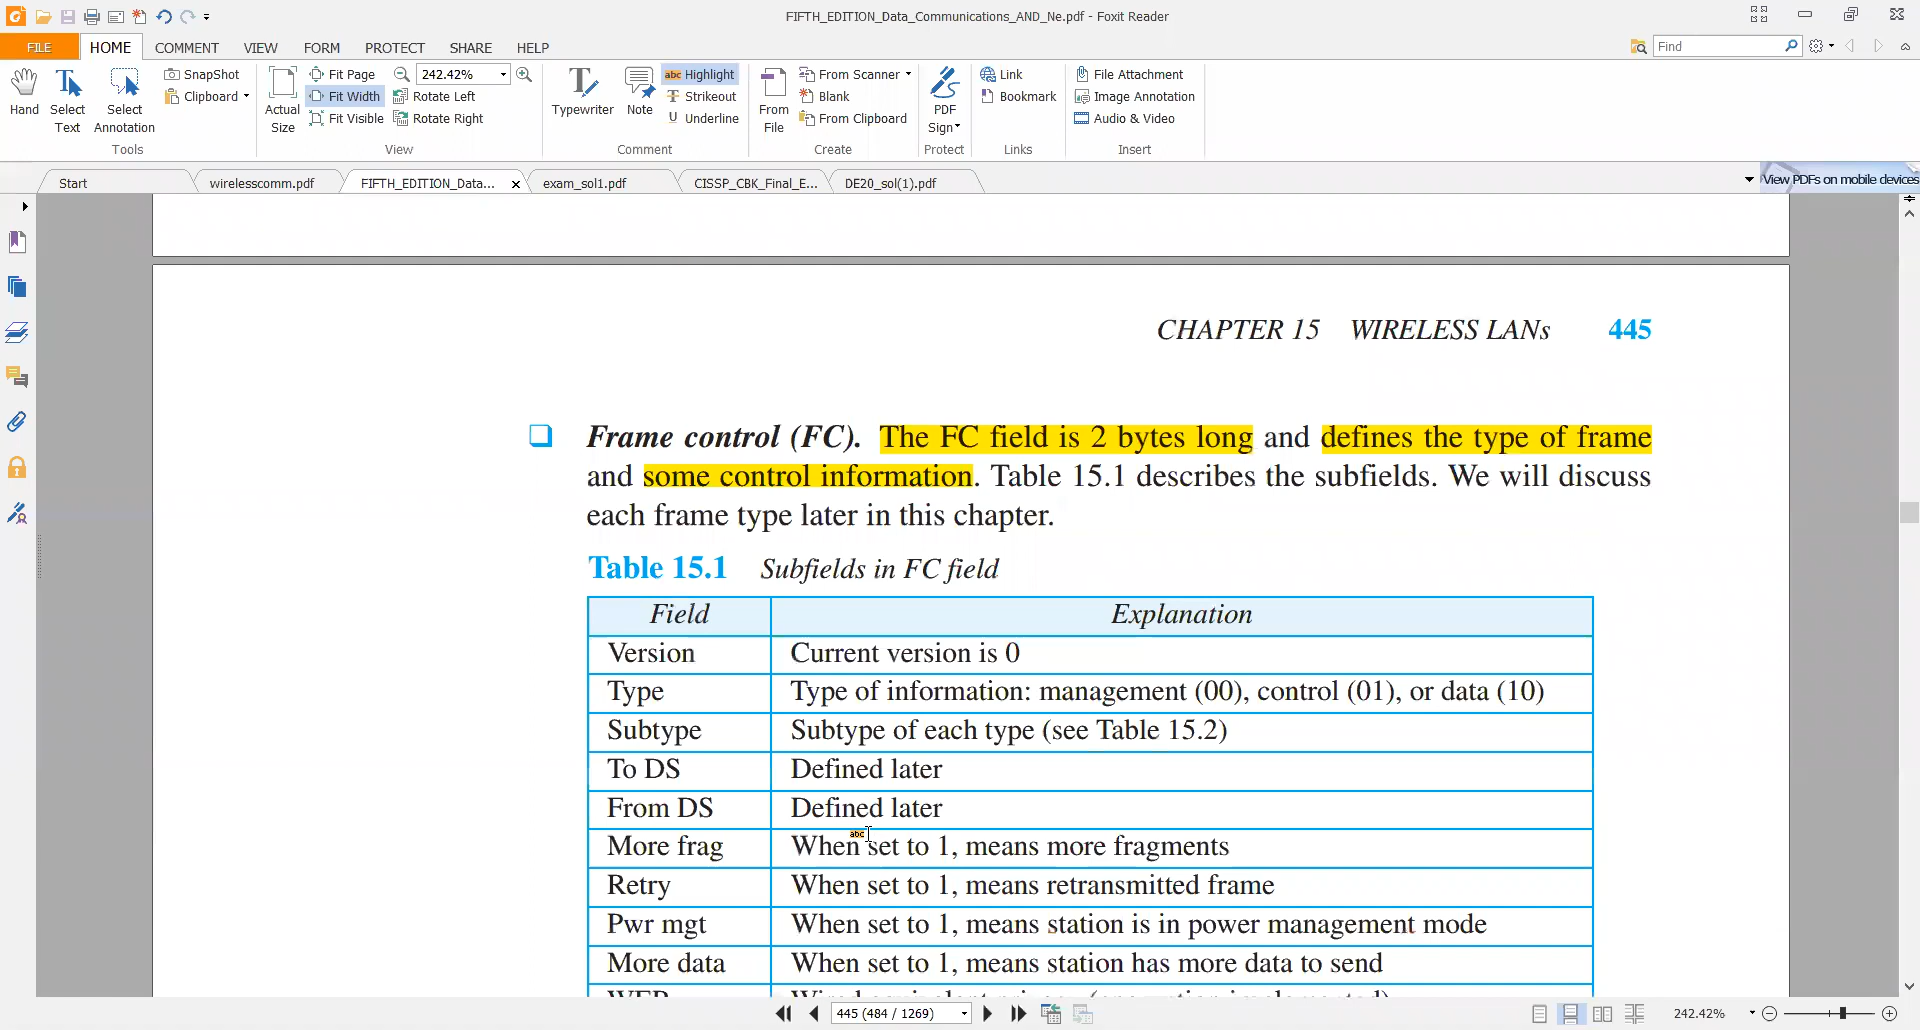 FIFTH_EDITION_Data_Communications_AND_Ne.pdf - Foxit Reader
FILE HOME COMMENT VIEW FORM PROTECT SHARE HELP Find
Hand
Select Text
Select Annotation
SnapShot
Clipboard
Tools
Actual Size
Fit Page
Fit Width
Fit Visible
242.42%
Rotate Left
Rotate Right
View
Typewriter
Note
abc Highlight
Strikeout
U Underline
Comment
From File
From Scanner
Blank
From Clipboard
Create
PDF Sign
Protect
Link
Bookmark
Links
File Attachment
Image Annotation
Audio & Video
Insert
Start wirelesscomm.pdf FIFTH_EDITION_Data... exam_sol1.pdf CISSP_CBK_Final_E... DE20_sol(1).pdf View PDFs on mobile devices
CHAPTER 15 WIRELESS LANs 445
❑ Frame control (FC). The FC field is 2 bytes long and defines the type of frame
and some control information. Table 15.1 describes the subfields. We will discuss
each frame type later in this chapter.
Table 15.1 Subfields in FC field
Field Explanation
Version Current version is 0
Type Type of information: management (00), control (01), or data (10)
Subtype Subtype of each type (see Table 15.2)
To DS Defined later
From DS Defined later
abc
More frag When set to 1, means more fragments
Retry When set to 1, means retransmitted frame
Pwr mgt When set to 1, means station is in power management mode
More data When set to 1, means station has more data to send
445 (484 / 1269) 242.42%